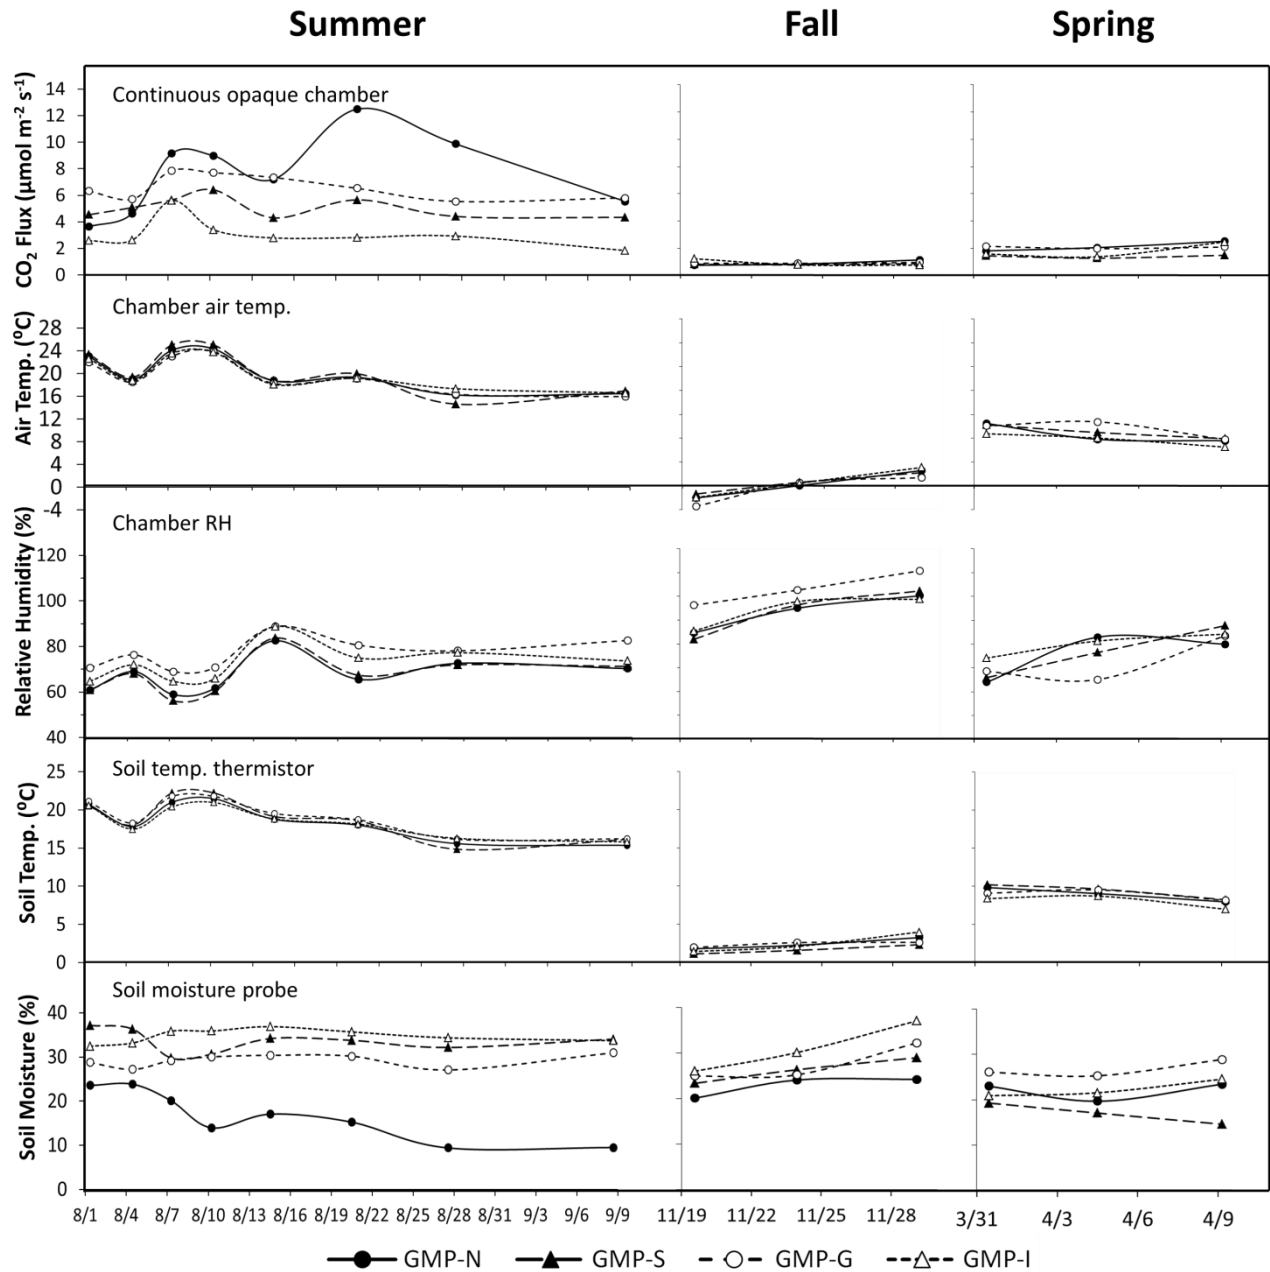 Summer Fall Spring
CO2 Flux (µmol m-2 s-1)
14
12
10
8
6
4
2
0
Continuous opaque chamber
Air Temp. (⁰C)
28
24
20
16
12
8
4
0
-4
Chamber air temp.
Relative Humidity (%)
120
100
80
60
40
Chamber RH
Soil Temp. (⁰C)
25
20
15
10
5
0
Soil temp. thermistor
Soil Moisture (%)
40
30
20
10
0
Soil moisture probe
8/1 8/4 8/7 8/10 8/13 8/16 8/19 8/22 8/25 8/28 8/31 9/3 9/6 9/9 11/19 11/22 11/25 11/28 3/31 4/3 4/6 4/9
GMP-N GMP-S GMP-G GMP-I